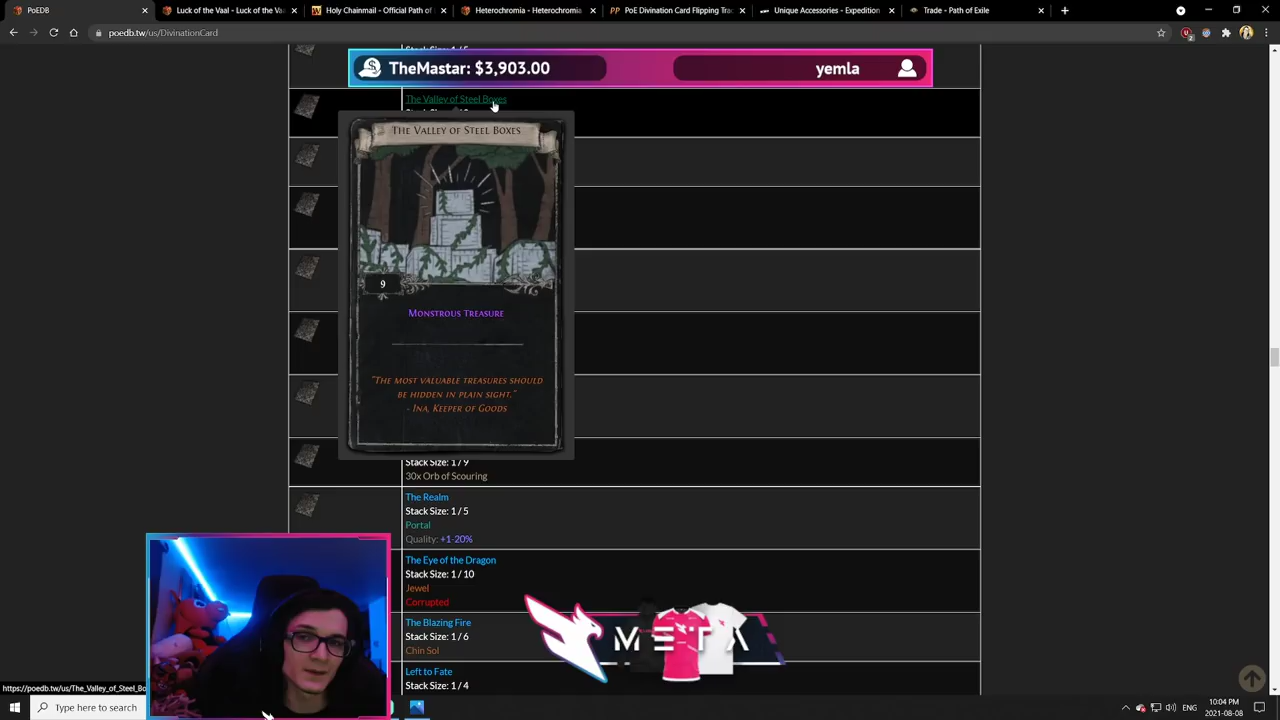 PoEDB
Luck of the Vaal - Luck of the Va
Holy Chainmail - Official Path of
Heterochromia - Heterochromia
PoE Divination Card Flipping Trac
Unique Accessories - Expedition
Trade - Path of Exile
poedb.tw/us/DivinationCard
TheMastar: $3,903.00
yemla
The Valley of Steel Boxes
The Valley of Steel Boxes
9
Monstrous Treasure
"The most valuable treasures should
be hidden in plain sight."
- Ina, Keeper of Goods
Stack Size: 1 / 9
30x Orb of Scouring
The Realm
Stack Size: 1 / 5
Portal
Quality: +1-20%
The Eye of the Dragon
Stack Size: 1 / 10
Jewel
Corrupted
The Blazing Fire
Stack Size: 1 / 6
Chin Sol
META
Left to Fate
Stack Size: 1 / 4
https://poedb.tw/us/The_Valley_of_Steel_Bo
Type here to search
ENG
10:04 PM
2021-08-08